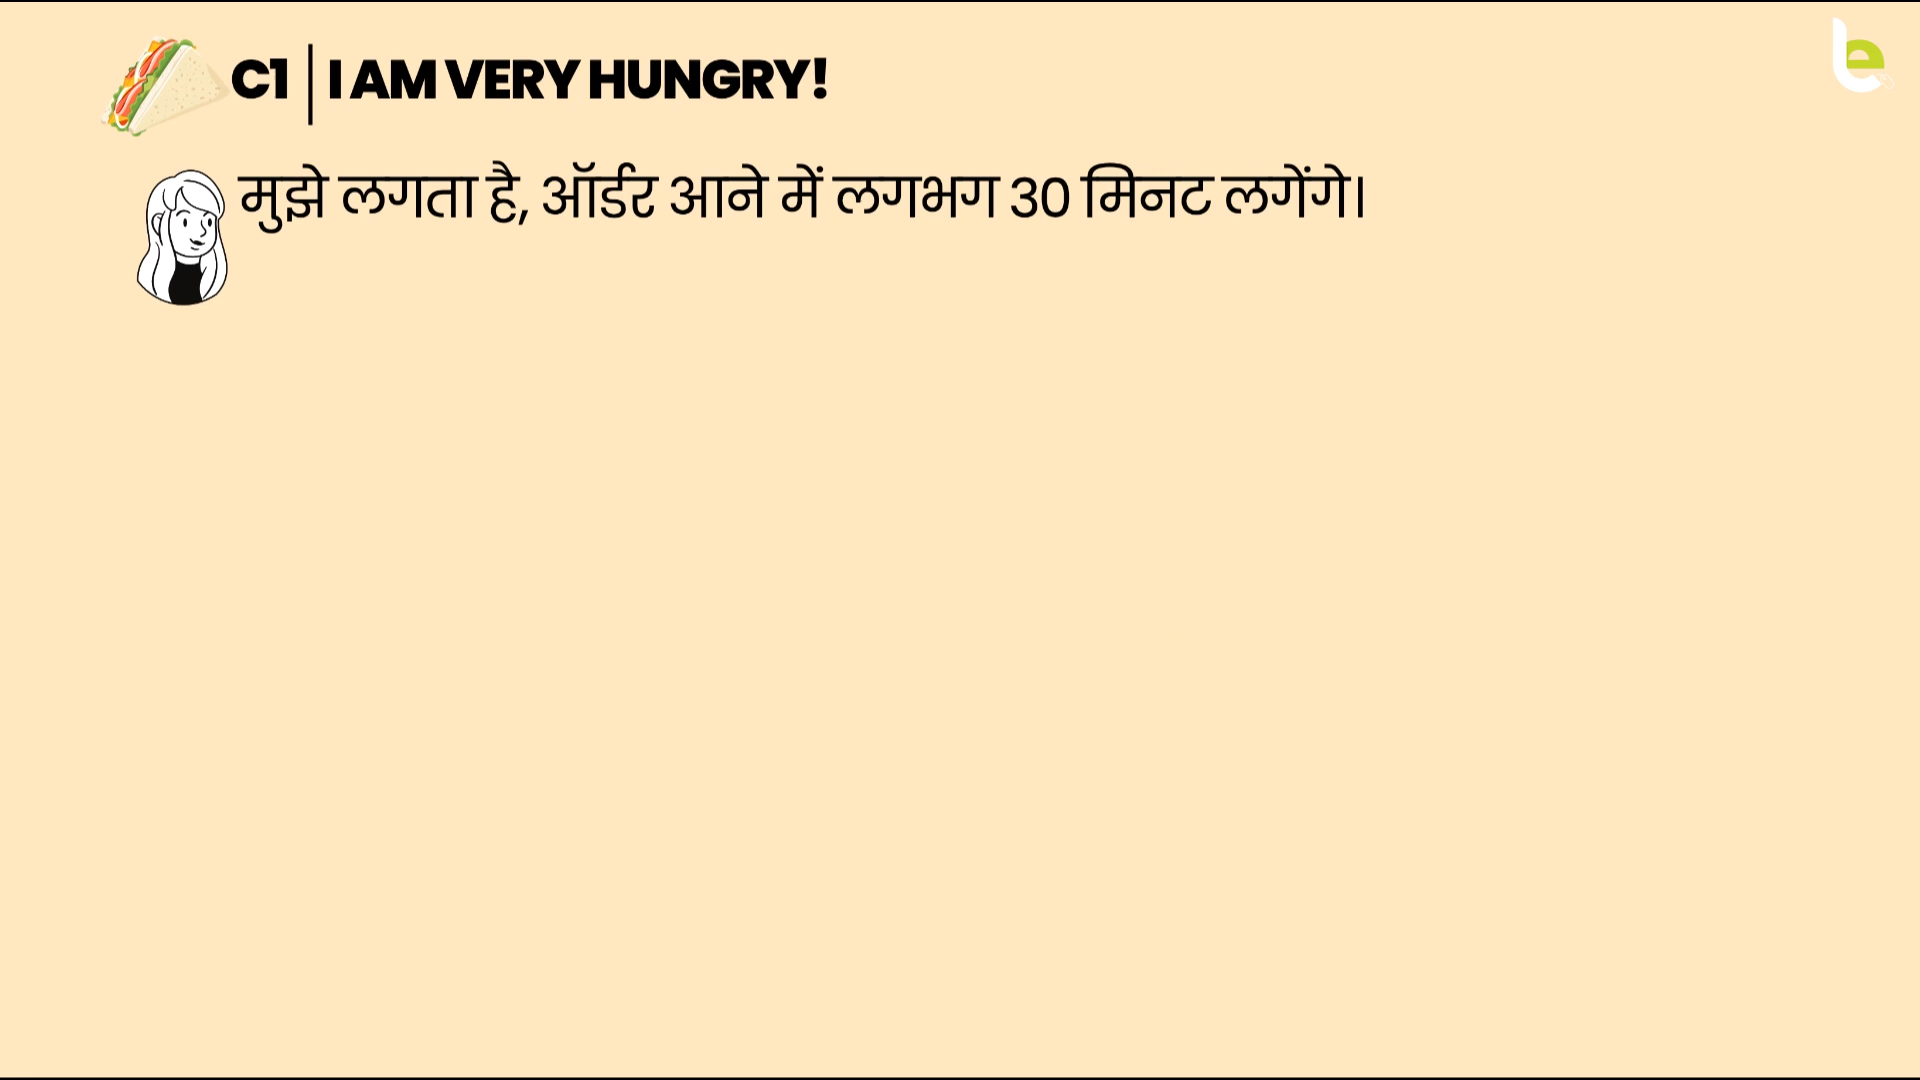 C1 | I AM VERY HUNGRY!
मुझे लगता है, ऑर्डर आने में लगभग 30 मिनट लगेंगे।